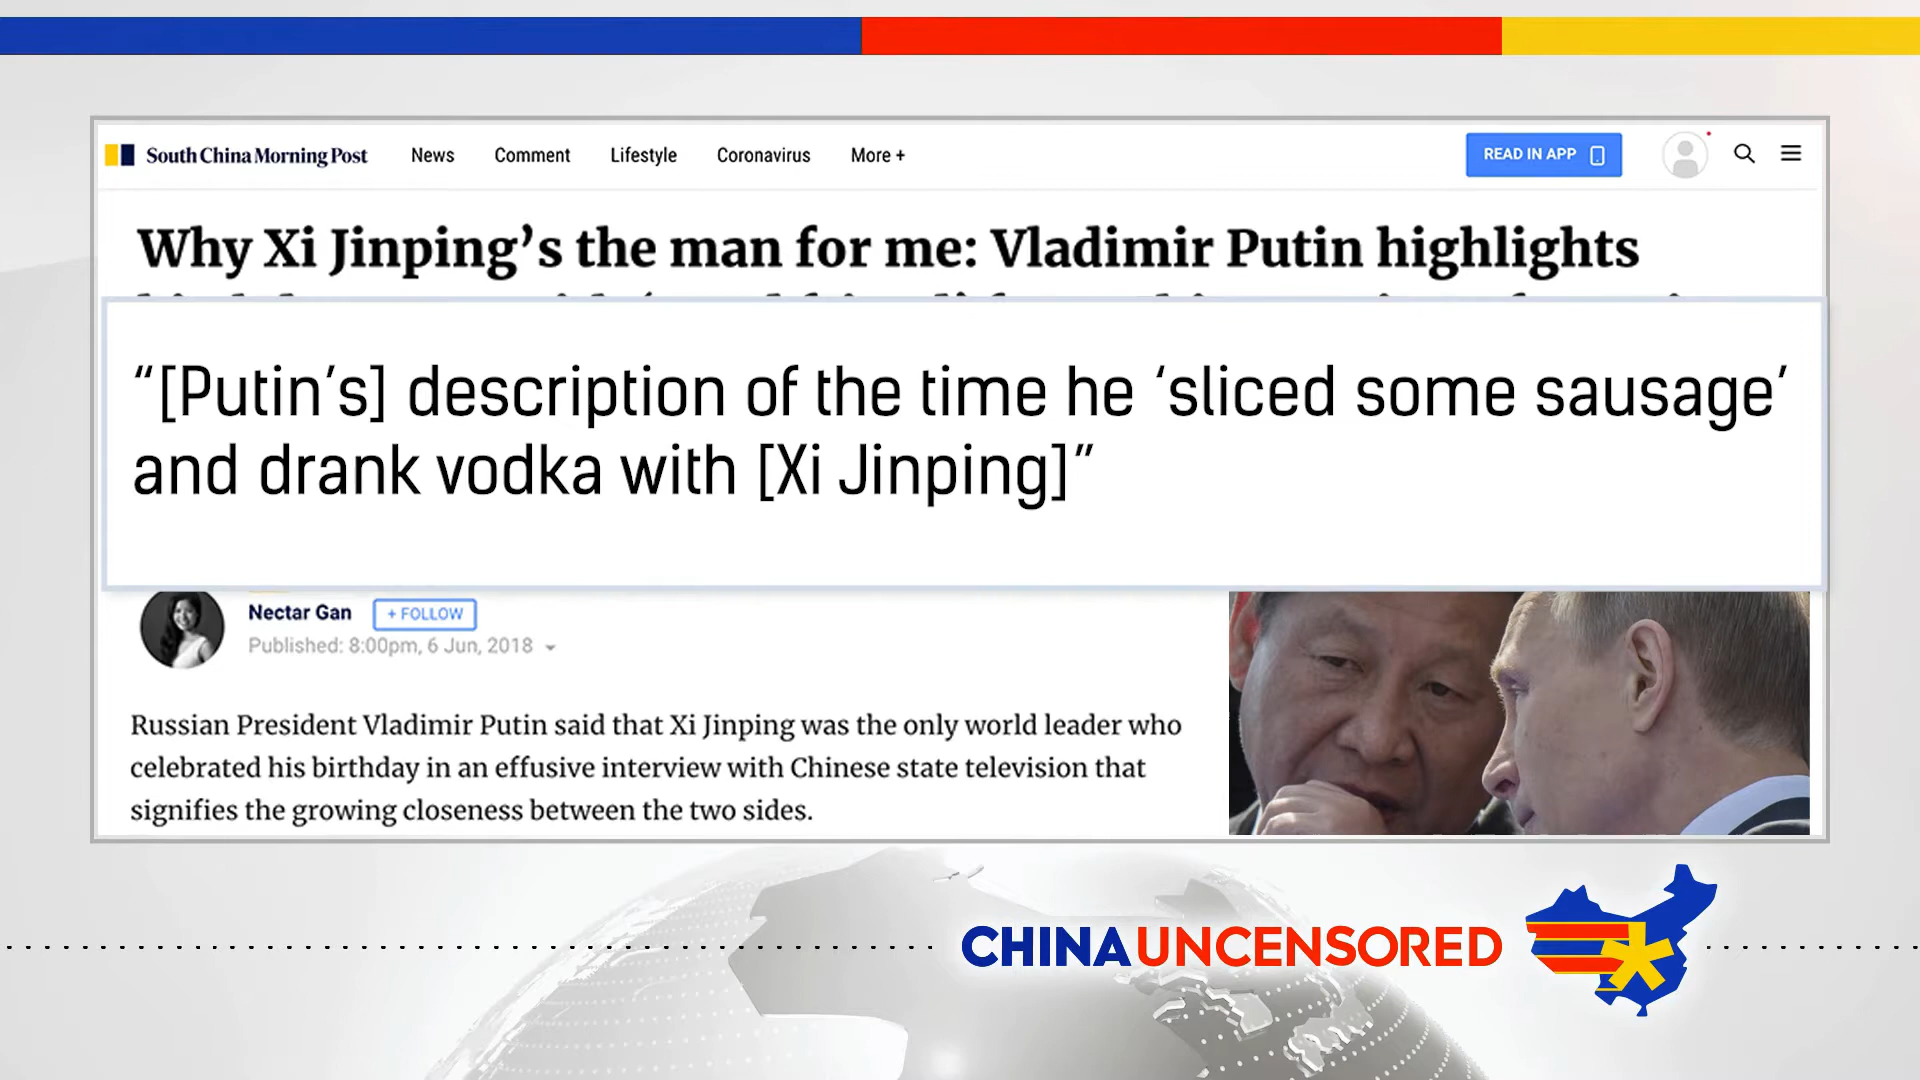 South China Morning Post News Comment Lifestyle Coronavirus More + READ IN APP
Why Xi Jinping’s the man for me: Vladimir Putin highlights
“[Putin’s] description of the time he ‘sliced some sausage’
and drank vodka with [Xi Jinping]”
Nectar Gan + FOLLOW
Published: 8:00pm, 6 Jun, 2018
Russian President Vladimir Putin said that Xi Jinping was the only world leader who
celebrated his birthday in an effusive interview with Chinese state television that
signifies the growing closeness between the two sides.
CHINA UNCENSORED